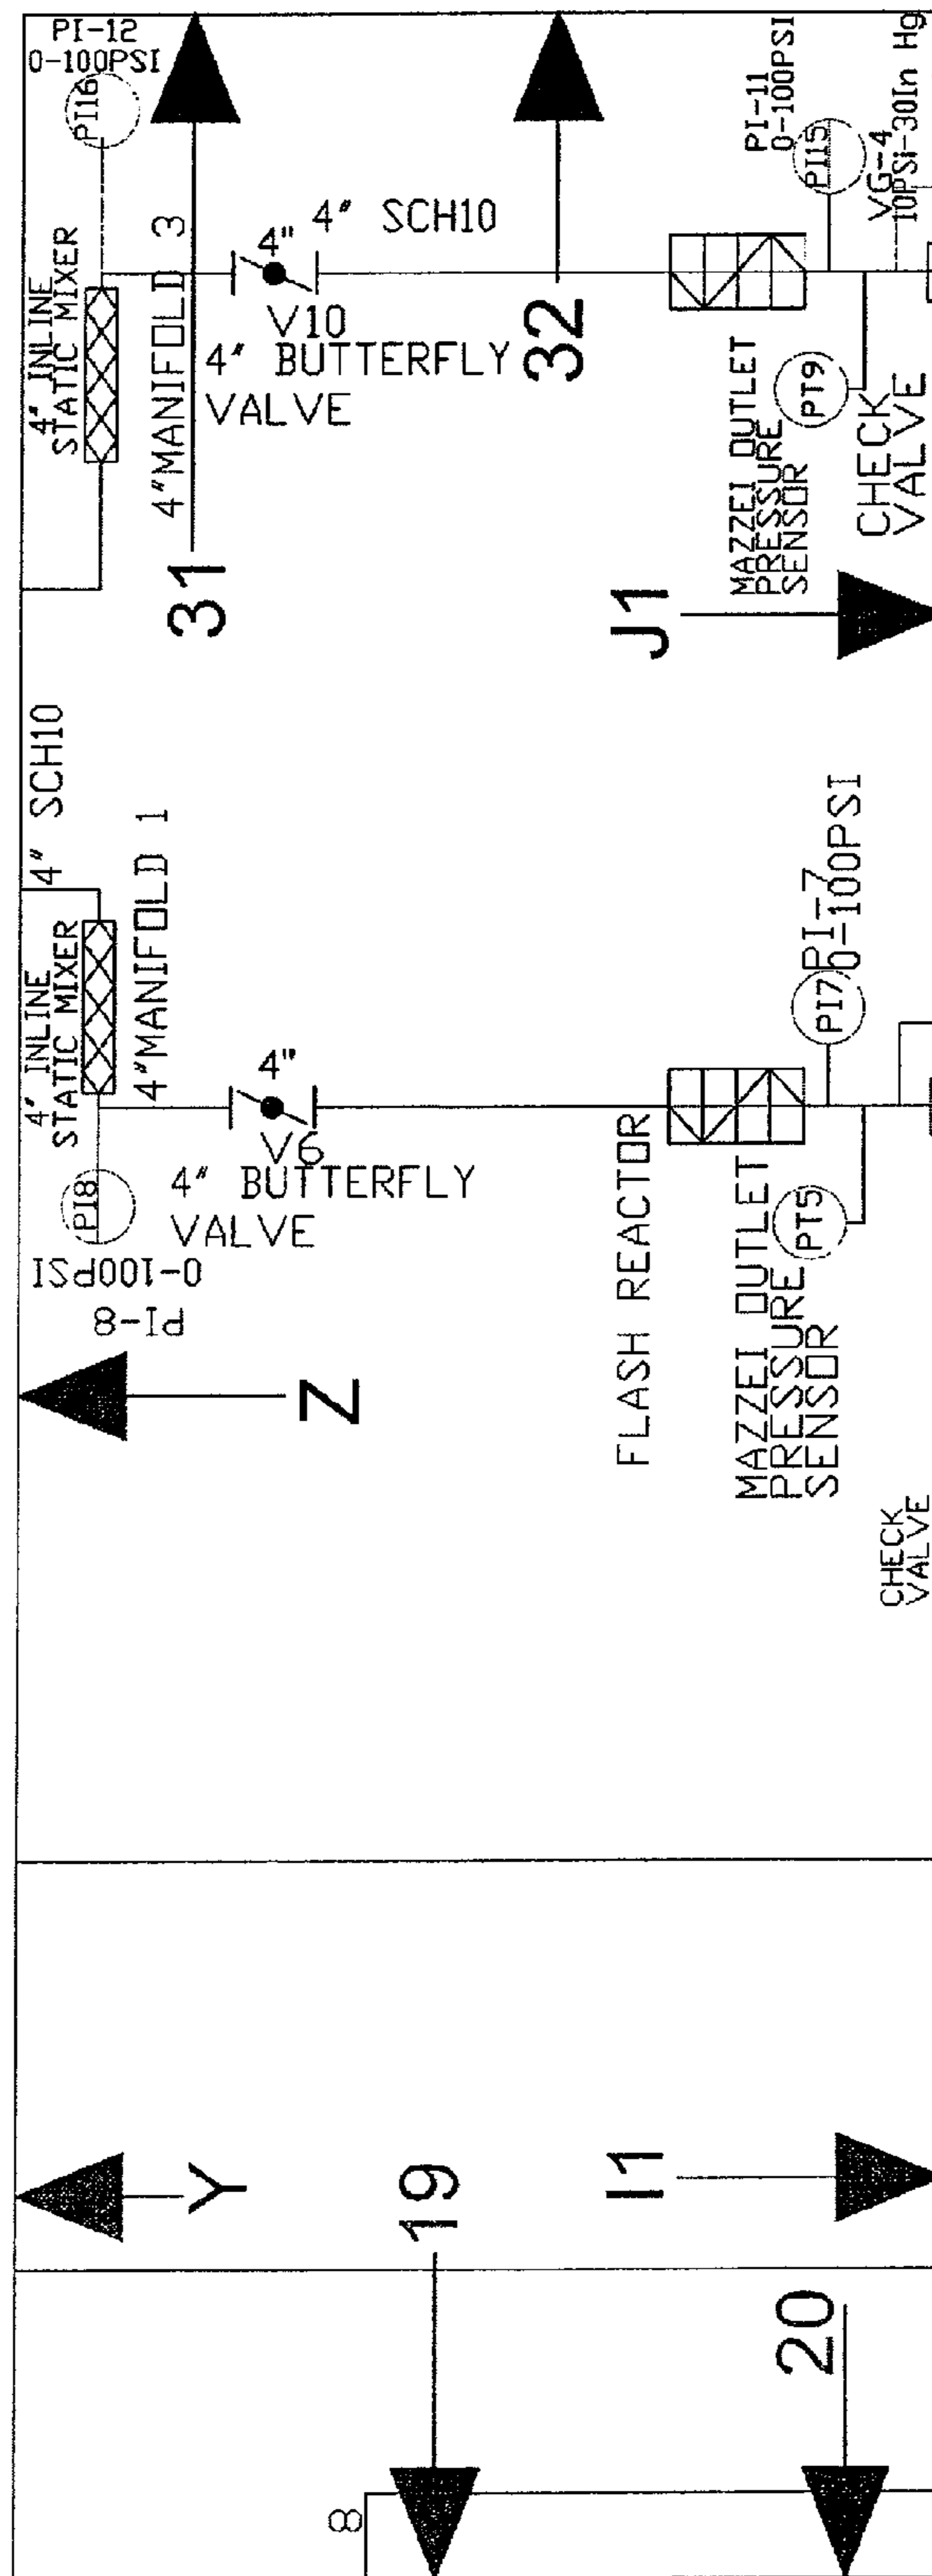 PI-12
0-100PSI
PI16
4" INLINE
STATIC MIXER
4"MANIFOLD 3
31
4"
V10
4" BUTTERFLY
VALVE
4" SCH10
32
PI-11
0-100PSI
PI15
VG-4
10PSi-30In Hg
MAZZEI OUTLET
PRESSURE
SENSOR
PT9
CHECK
VALVE
J1
4" SCH10
4" INLINE
STATIC MIXER
4"MANIFOLD 1
PI8
PI-8
0-100PSI
4"
V6
4" BUTTERFLY
VALVE
Z
FLASH REACTOR
PI7
PI-7
0-100PSI
MAZZEI OUTLET
PRESSURE
SENSOR
PT5
CHECK
VALVE
Y
19
I1
20
8